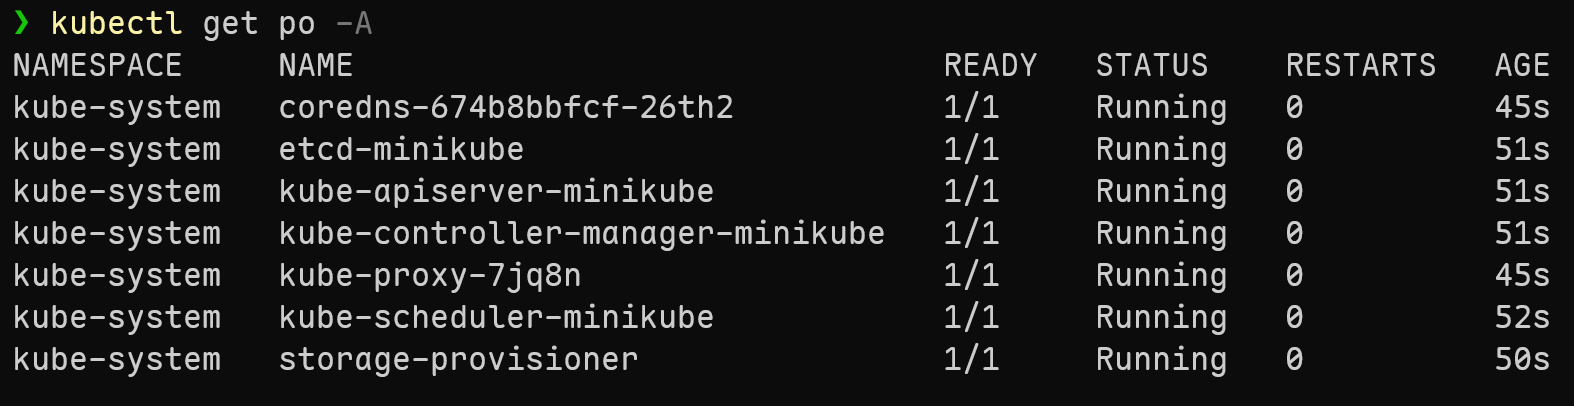 ❯ kubectl get po -A
NAMESPACE     NAME                               READY   STATUS    RESTARTS   AGE
kube-system   coredns-674b8bbfcf-26th2           1/1     Running   0          45s
kube-system   etcd-minikube                      1/1     Running   0          51s
kube-system   kube-apiserver-minikube            1/1     Running   0          51s
kube-system   kube-controller-manager-minikube   1/1     Running   0          51s
kube-system   kube-proxy-7jq8n                   1/1     Running   0          45s
kube-system   kube-scheduler-minikube            1/1     Running   0          52s
kube-system   storage-provisioner                1/1     Running   0          50s